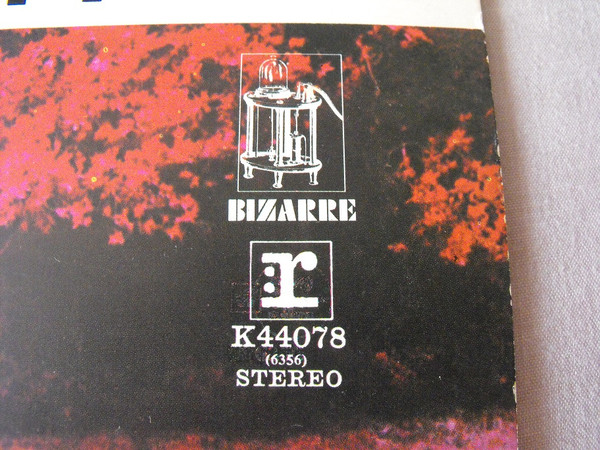 BIZARRE
r
K44078
(6356)
STEREO